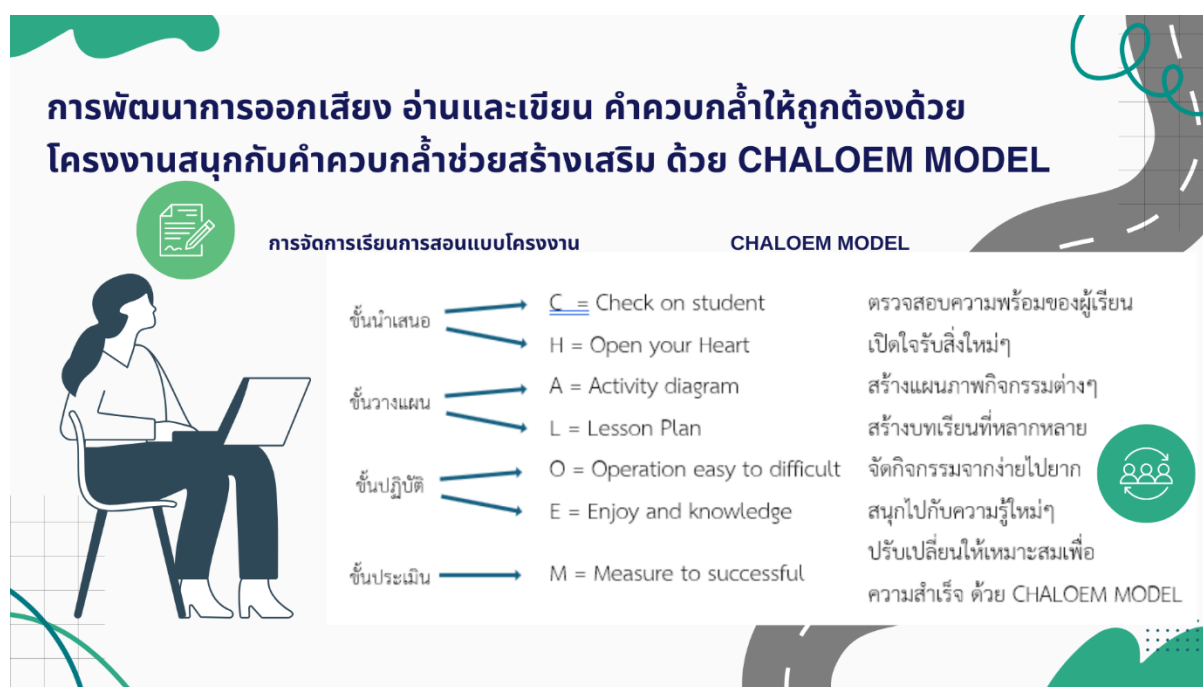 การพัฒนาการออกเสียง อ่านและเขียน คำควบกล้ำให้ถูกต้องด้วย
โครงงานสนุกกับคำควบกล้ำช่วยสร้างเสริม ด้วย CHALOEM MODEL
การจัดการเรียนการสอนแบบโครงงาน CHALOEM MODEL
ขั้นนำเสนอ
C = Check on student ตรวจสอบความพร้อมของผู้เรียน
H = Open your Heart เปิดใจรับสิ่งใหม่ๆ
ขั้นวางแผน
A = Activity diagram สร้างแผนภาพกิจกรรมต่างๆ
L = Lesson Plan สร้างบทเรียนที่หลากหลาย
ขั้นปฏิบัติ
O = Operation easy to difficult จัดกิจกรรมจากง่ายไปยาก
E = Enjoy and knowledge สนุกไปกับความรู้ใหม่ๆ
ขั้นประเมิน
M = Measure to successful ปรับเปลี่ยนให้เหมาะสมเพื่อ
ความสำเร็จ ด้วย CHALOEM MODEL